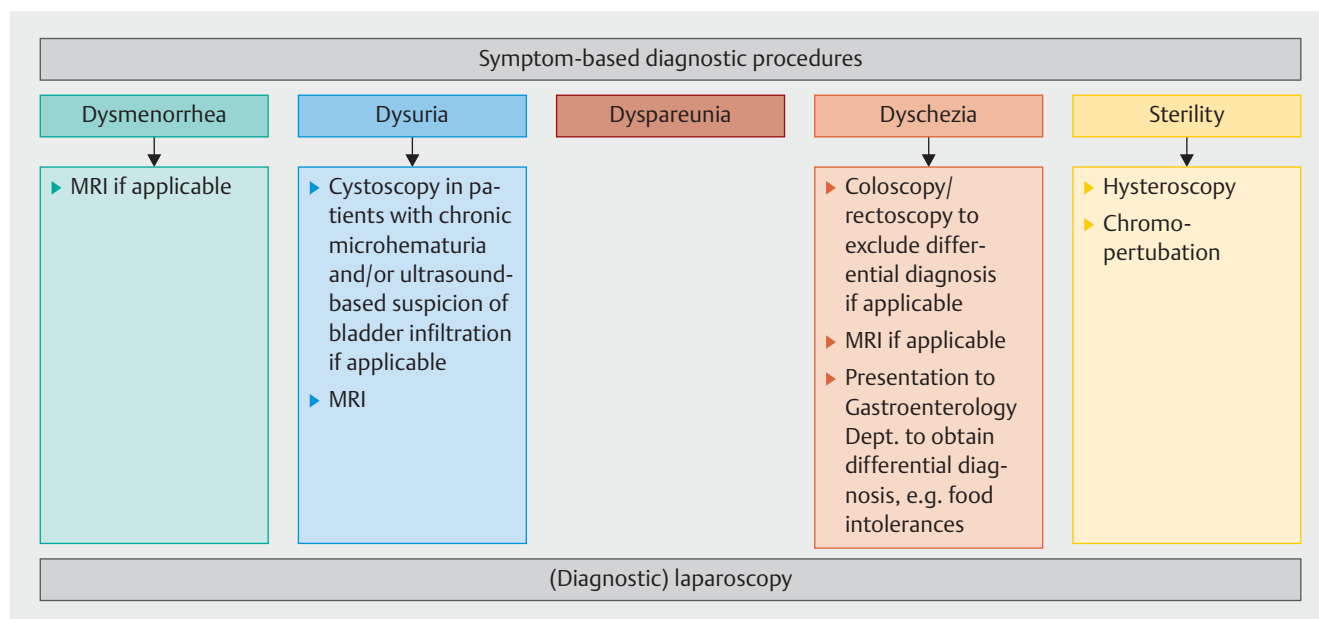 Symptom-based diagnostic procedures
Dysmenorrhea
MRI if applicable
Dysuria
Cystoscopy in pa-
tients with chronic
microhematuria
and/or ultrasound-
based suspicion of
bladder infiltration
if applicable
MRI
Dyspareunia
Dyschezia
Coloscopy/
rectoscopy to
exclude differ-
ential diagnosis
if applicable
MRI if applicable
Presentation to
Gastroenterology
Dept. to obtain
differential diag-
nosis, e.g. food
intolerances
Sterility
Hysteroscopy
Chromo-
pertubation
(Diagnostic) laparoscopy